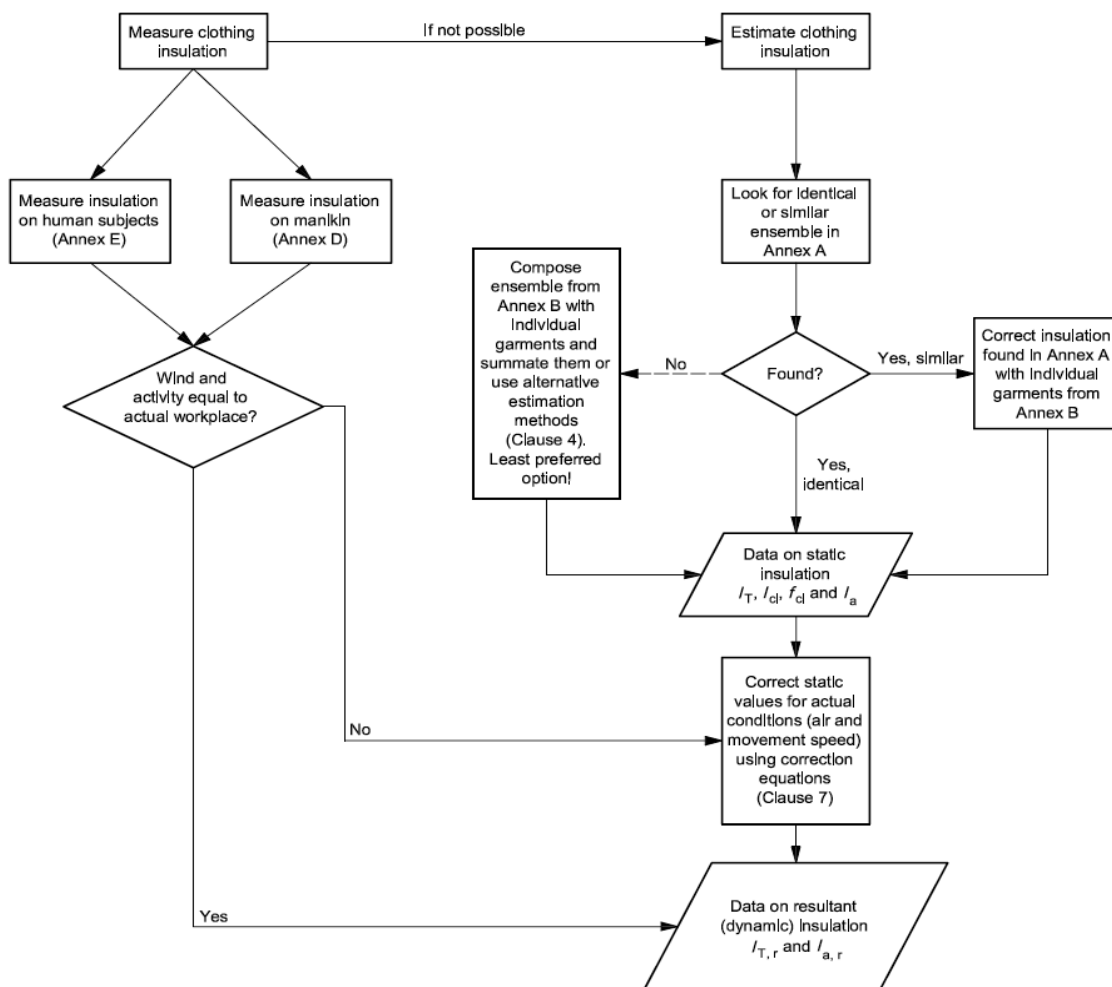 Measure clothing
insulation
If not possible
Estimate clothing
insulation
Measure insulation
on human subjects
(Annex E)
Measure insulation
on manikin
(Annex D)
Look for identical
or similar
ensemble in
Annex A
Compose
ensemble from
Annex B with
individual
garments and
summate them or
use alternative
estimation
methods
(Clause 4).
Least preferred
option!
No
Found?
Yes, similar
Correct insulation
found in Annex A
with individual
garments from
Annex B
Wind and
activity equal to
actual workplace?
Yes,
identical
Data on static
insulation
I_T, I_cl, f_cl and I_a
Correct static
values for actual
conditions (air and
movement speed)
using correction
equations
(Clause 7)
No
Yes
Data on resultant
(dynamic) insulation
I_T, r and I_a, r